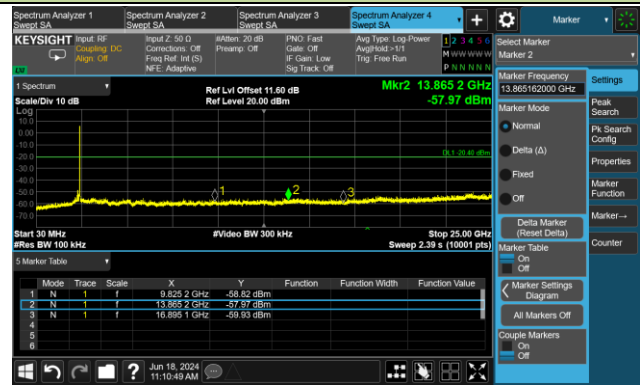 Spectrum Analyzer 1
Swept SA
Spectrum Analyzer 2
Swept SA
Spectrum Analyzer 3
Swept SA
Spectrum Analyzer 4
Swept SA
Marker
KEYSIGHT
Input: RF
Coupling: DC
Align: Off
Input Z: 50 Ω
Corrections: Off
Freq Ref: Int (S)
NFE: Adaptive
#Atten: 20 dB
Preamp: Off
PNO: Fast
Gate: Off
IF Gain: Low
Sig Track: Off
Avg Type: Log-Power
Avg|Hold:>1/1
Trig: Free Run
1 2 3 4 5 6
M W W W W W
P N N N N N
Select Marker
Marker 2
1 Spectrum
Scale/Div 10 dB
Log
Ref Lvl Offset 11.60 dB
Ref Level 20.00 dBm
Mkr2 13.865 2 GHz
-57.97 dBm
10.0
0.00
-10.0
-20.0
-30.0
-40.0
-50.0
-60.0
-70.0
DL1 -20.46 dBm
1
2
3
Start 30 MHz
#Res BW 100 kHz
#Video BW 300 kHz
Stop 25.00 GHz
Sweep 2.39 s (10001 pts)
5 Marker Table
Mode Trace Scale X Y Function Function Width Function Value
1 N 1 f 9.825 2 GHz -58.82 dBm
2 N 1 f 13.865 2 GHz -57.97 dBm
3 N 1 f 16.895 1 GHz -59.93 dBm
4
5
6
Marker Frequency
13.865162000 GHz
Marker Mode
Normal
Delta (Δ)
Fixed
Off
Delta Marker
(Reset Delta)
Marker Table
On
Off
Marker Settings
Diagram
All Markers Off
Couple Markers
On
Off
Settings
Peak
Search
Pk Search
Config
Properties
Marker
Function
Marker→
Counter
?
Jun 18, 2024
11:10:49 AM